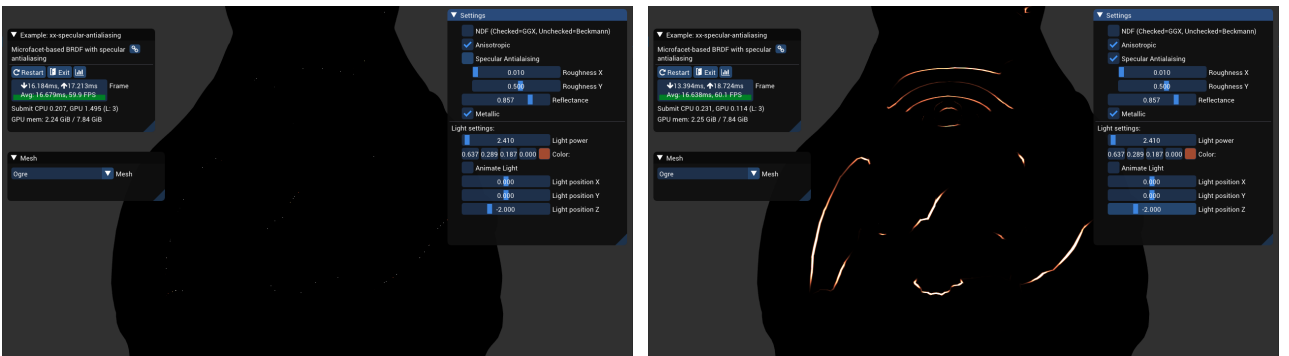 Example: xx-specular-antialiasing
Microfacet-based BRDF with specular
antialiasing
Restart Exit
16.184ms, 17.213ms Frame
Avg: 16.679ms, 59.9 FPS
Submit CPU 0.207, GPU 1.495 (L: 3)
GPU mem: 2.24 GiB / 7.84 GiB
Mesh
Ogre Mesh
Settings
NDF (Checked=GGX, Unchecked=Beckmann)
Anisotropic
Specular Antialaising
0.010 Roughness X
0.500 Roughness Y
0.857 Reflectance
Metallic
Light settings:
2.410 Light power
0.637 0.289 0.187 0.000 Color:
Animate Light
0.000 Light position X
0.000 Light position Y
-2.000 Light position Z
Example: xx-specular-antialiasing
Microfacet-based BRDF with specular
antialiasing
Restart Exit
13.394ms, 18.724ms Frame
Avg: 16.638ms, 60.1 FPS
Submit CPU 0.231, GPU 0.114 (L: 3)
GPU mem: 2.25 GiB / 7.84 GiB
Mesh
Ogre Mesh
Settings
NDF (Checked=GGX, Unchecked=Beckmann)
Anisotropic
Specular Antialaising
0.010 Roughness X
0.500 Roughness Y
0.857 Reflectance
Metallic
Light settings:
2.410 Light power
0.637 0.289 0.187 0.000 Color:
Animate Light
0.000 Light position X
0.000 Light position Y
-2.000 Light position Z